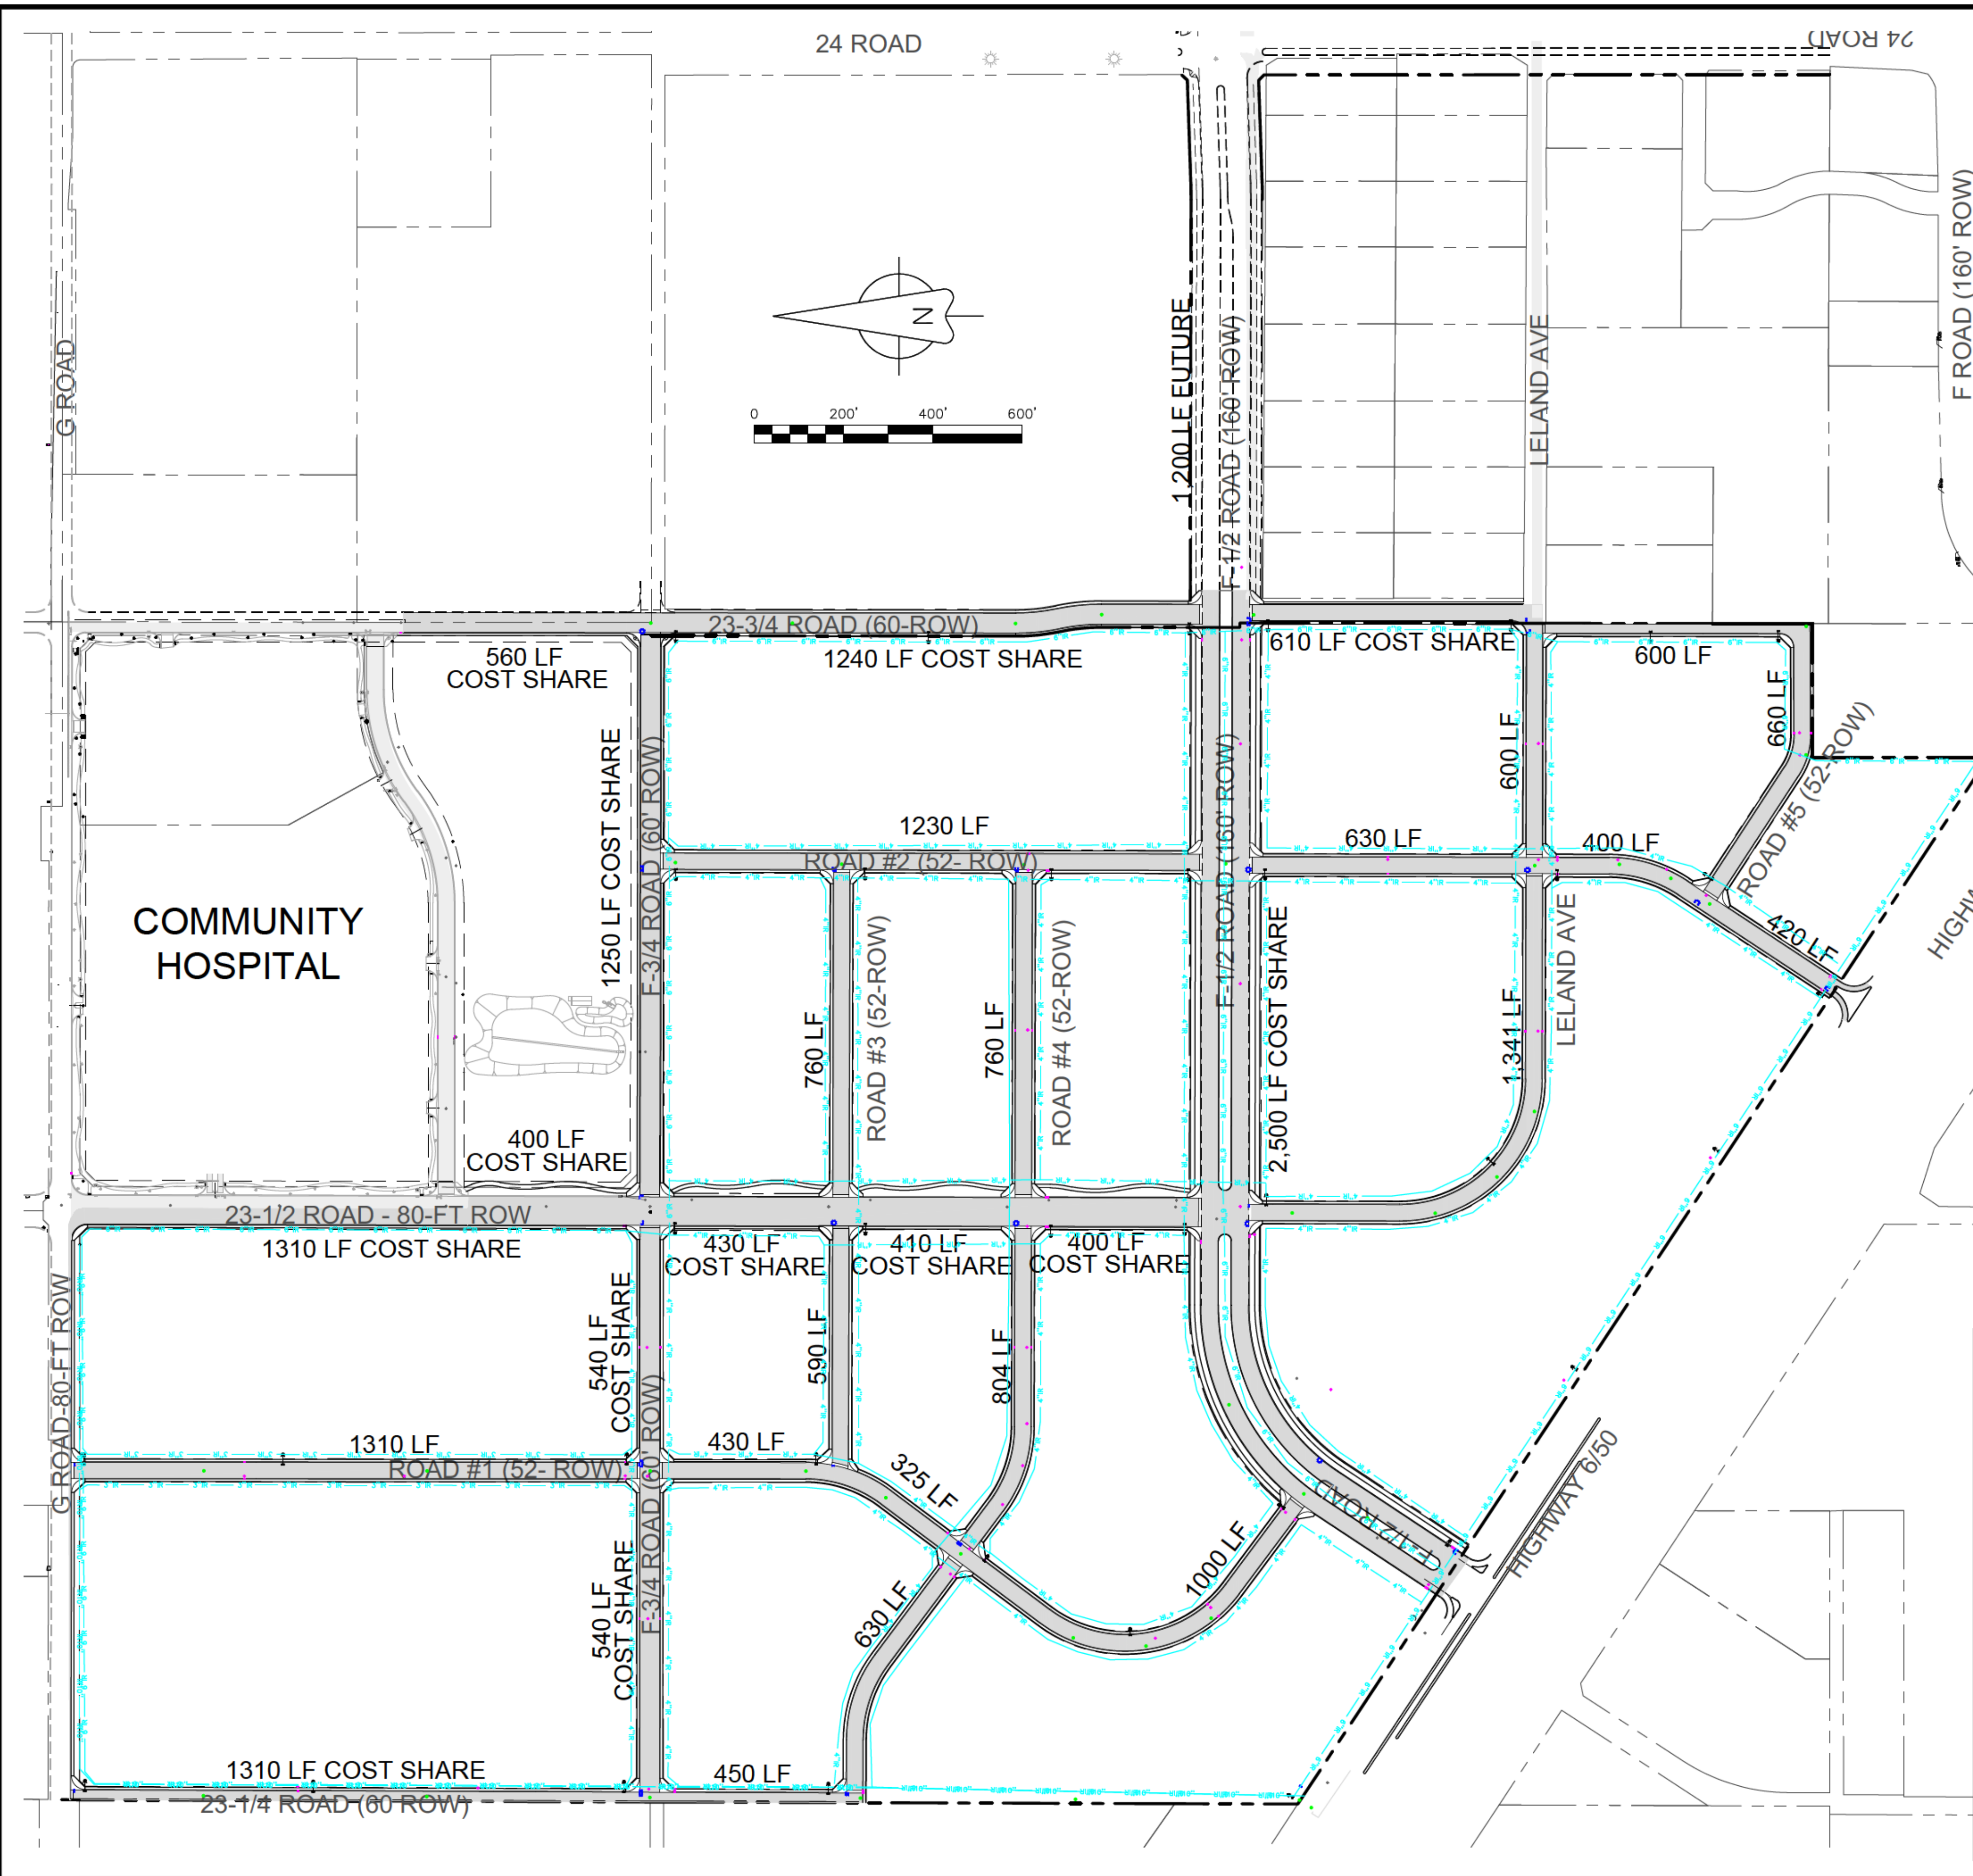 24 ROAD
24 ROAD
F ROAD (160' ROW)
G ROAD
N
0 200' 400' 600'
1,200 LF FUTURE
F-1/2 ROAD (160' ROW)
LELAND AVE
23-3/4 ROAD (60-ROW)
560 LF
COST SHARE
1240 LF COST SHARE
610 LF COST SHARE
600 LF
660 LF
ROAD #5 (52-ROW)
600 LF
1250 LF COST SHARE
F-3/4 ROAD (60' ROW)
F-1/2 ROAD (160' ROW)
1230 LF
ROAD #2 (52- ROW)
630 LF
400 LF
420 LF
COMMUNITY
HOSPITAL
760 LF
ROAD #3 (52-ROW)
760 LF
ROAD #4 (52-ROW)
2,500 LF COST SHARE
1,341 LF
LELAND AVE
HIGHW
400 LF
COST SHARE
23-1/2 ROAD - 80-FT ROW
1310 LF COST SHARE
430 LF
COST SHARE
410 LF
COST SHARE
400 LF
COST SHARE
G ROAD-80-FT ROW
540 LF
COST SHARE
590 LF
804 LF
1310 LF
ROAD #1 (52- ROW)
430 LF
325 LF
F-3/4 ROAD (60' ROW)
F-1/2 ROAD
HIGHWAY 6/50
540 LF
COST SHARE
630 LF
1000 LF
1310 LF COST SHARE
450 LF
23-1/4 ROAD (60 ROW)